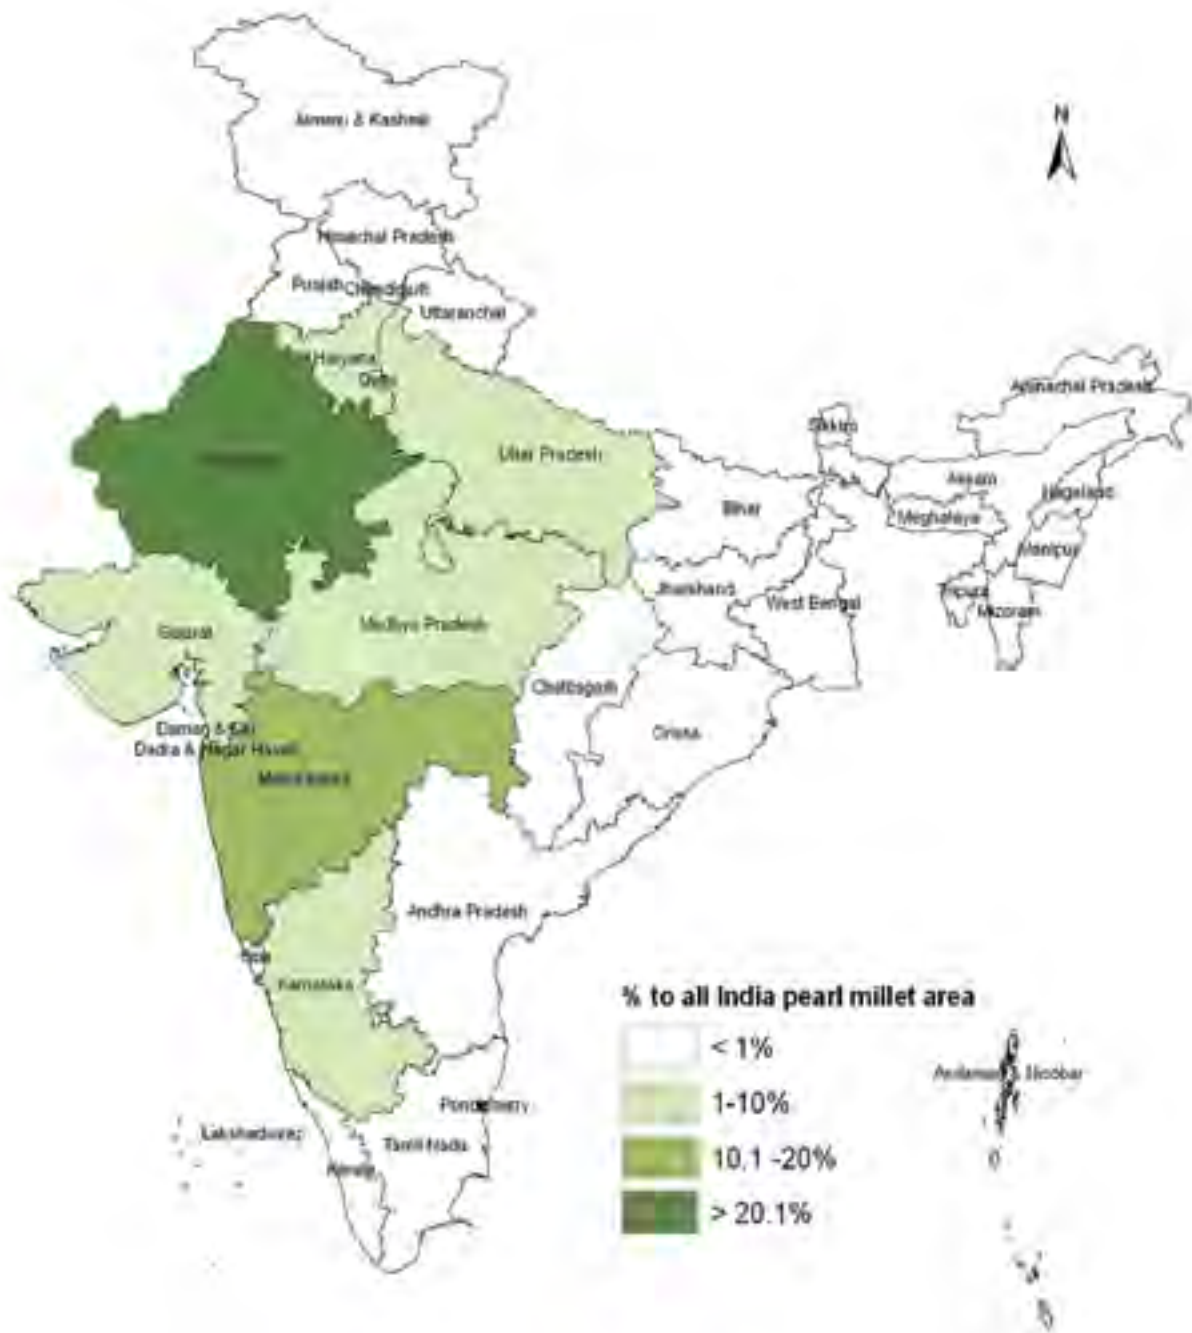 N
Jammu & Kashmir
Himachal Pradesh
Punjab
Chandigarh
Uttaranchal
Haryana
Delhi
Arunachal Pradesh
Sikkim
Uttar Pradesh
Assam
Nagaland
Bihar
Meghalaya
Manipur
Jharkhand
Tripura
West Bengal
Mizoram
Gujarat
Madhya Pradesh
Chattisgarh
Orissa
Daman & Diu
Dadra & Nagar Haveli
Maharashtra
Andhra Pradesh
Goa
Karnataka
% to all India pearl millet area
< 1%
Andaman & Nicobar
1-10%
Pondicherry
Lakshadweep
Tamil Nadu
10.1 -20%
Kerala
> 20.1%